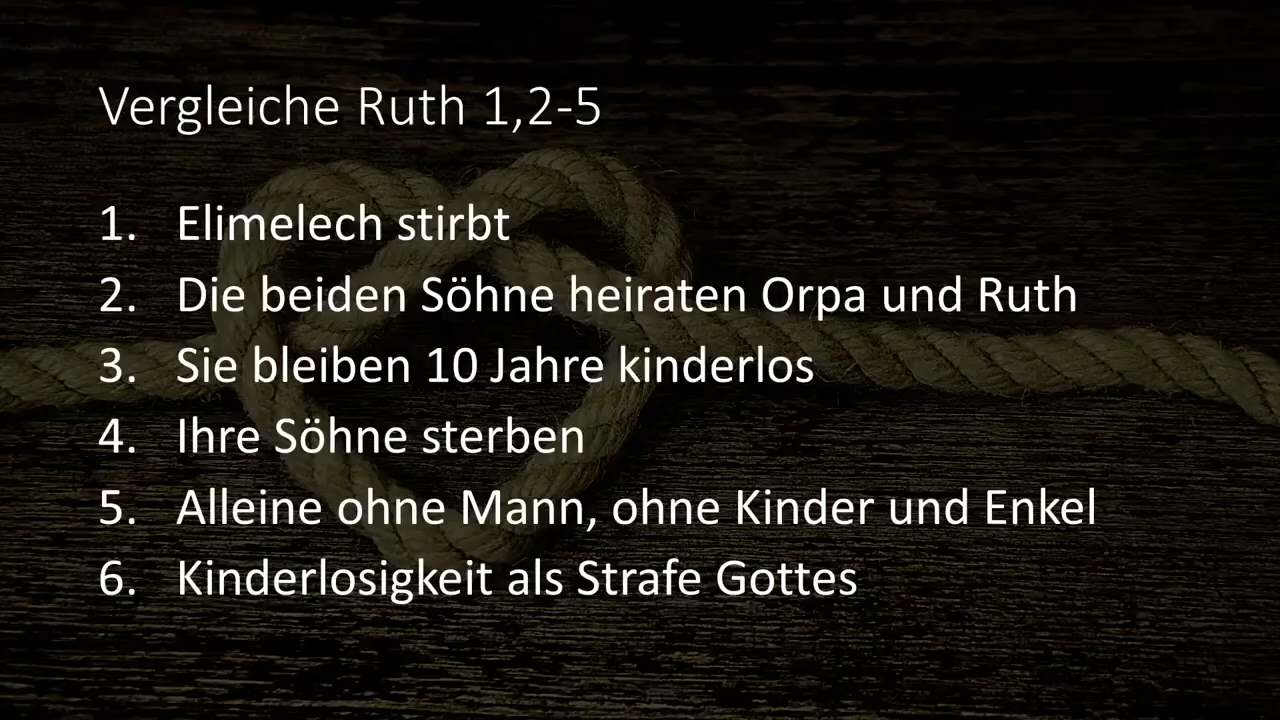 Vergleiche Ruth 1,2-5
1. Elimelech stirbt
2. Die beiden Söhne heiraten Orpa und Ruth
3. Sie bleiben 10 Jahre kinderlos
4. Ihre Söhne sterben
5. Alleine ohne Mann, ohne Kinder und Enkel
6. Kinderlosigkeit als Strafe Gottes